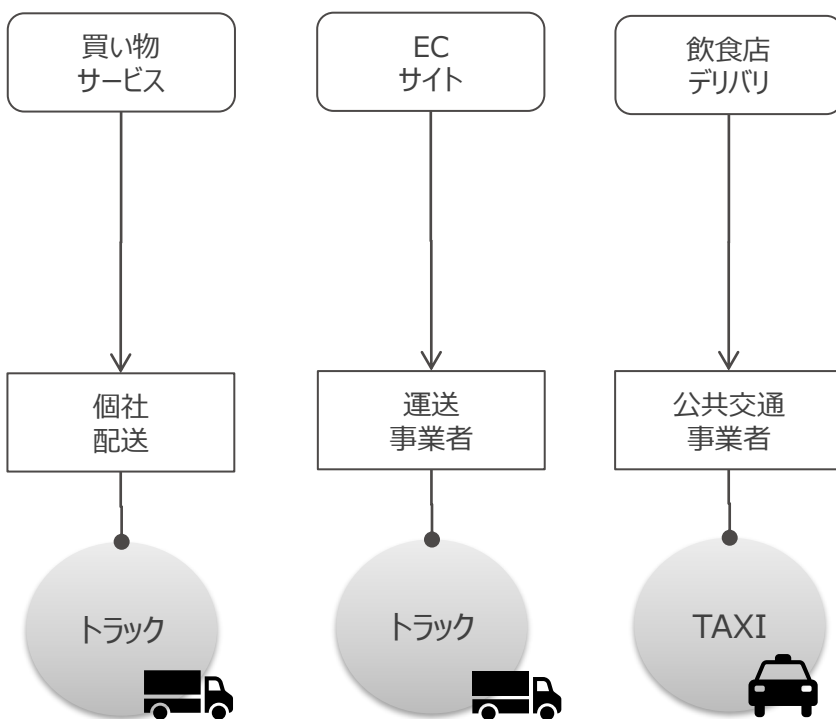 買い物
サービス
EC
サイト
飲食店
デリバリ
個社
配送
運送
事業者
公共交通
事業者
トラック
トラック
TAXI